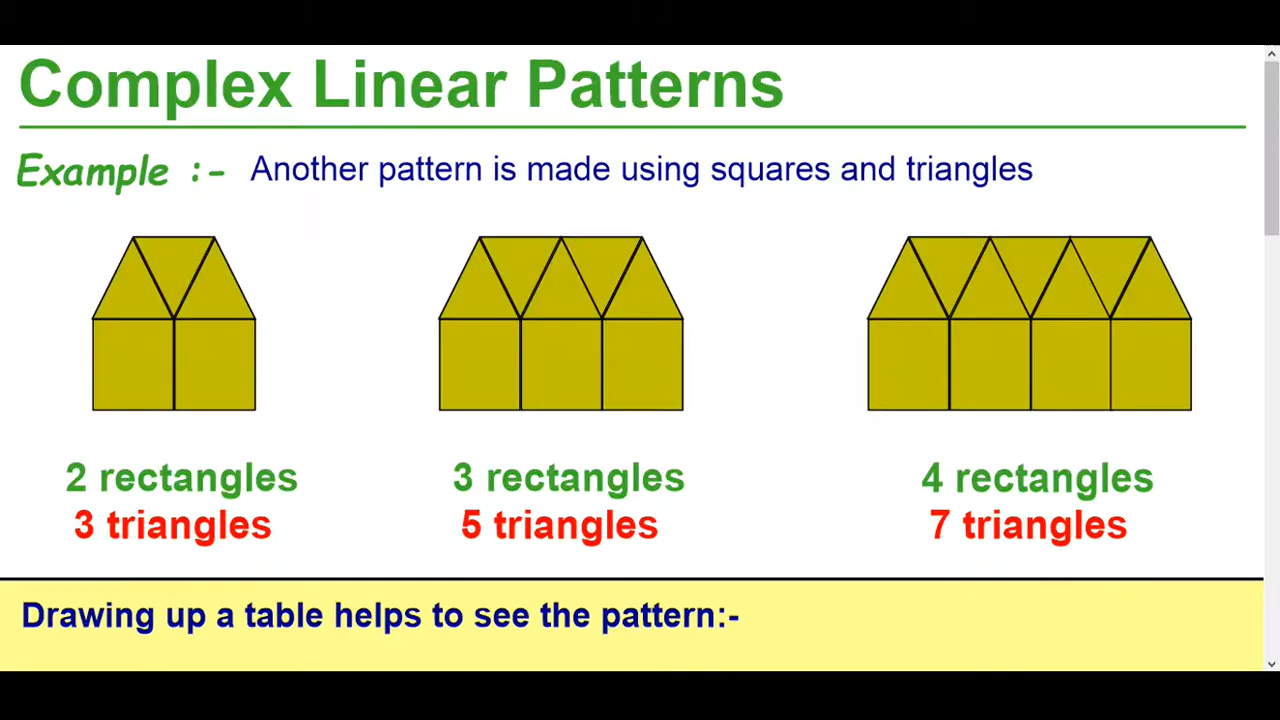 Complex Linear Patterns
Example :- Another pattern is made using squares and triangles
2 rectangles 3 rectangles 4 rectangles
3 triangles 5 triangles 7 triangles
Drawing up a table helps to see the pattern:-